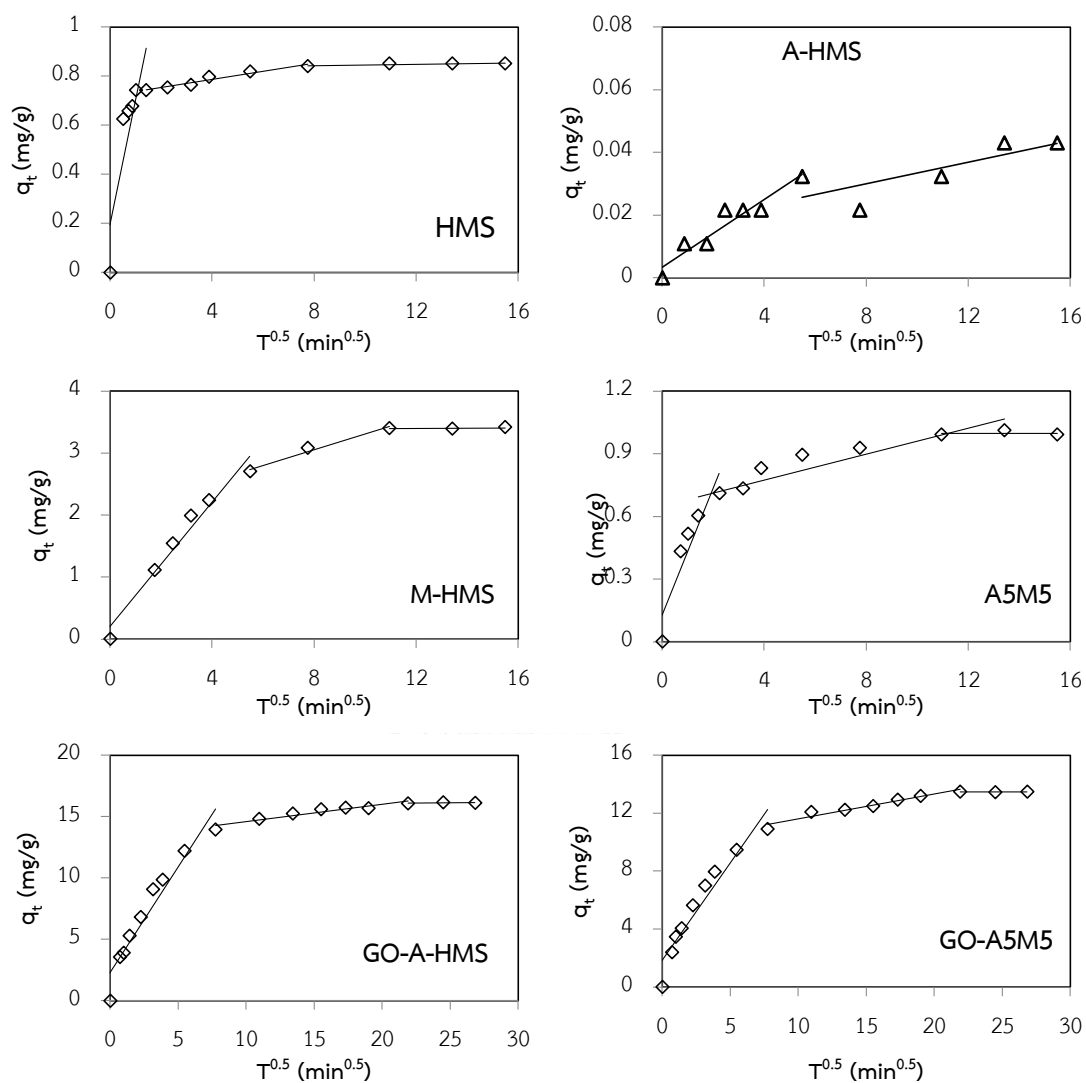 1
0.8
0.6
0.4
0.2
0
q_t (mg/g)
HMS
0 4 8 12 16
T^0.5 (min^0.5)
0.08
0.06
0.04
0.02
0
q_t (mg/g)
A-HMS
0 4 8 12 16
T^0.5 (min^0.5)
4
3
2
1
0
q_t (mg/g)
M-HMS
0 4 8 12 16
T^0.5 (min^0.5)
1.2
0.9
0.6
0.3
0
q_t (mg/g)
A5M5
0 4 8 12 16
T^0.5 (min^0.5)
20
15
10
5
0
q_t (mg/g)
GO-A-HMS
0 5 10 15 20 25 30
T^0.5 (min^0.5)
16
12
8
4
0
q_t (mg/g)
GO-A5M5
0 5 10 15 20 25 30
T^0.5 (min^0.5)